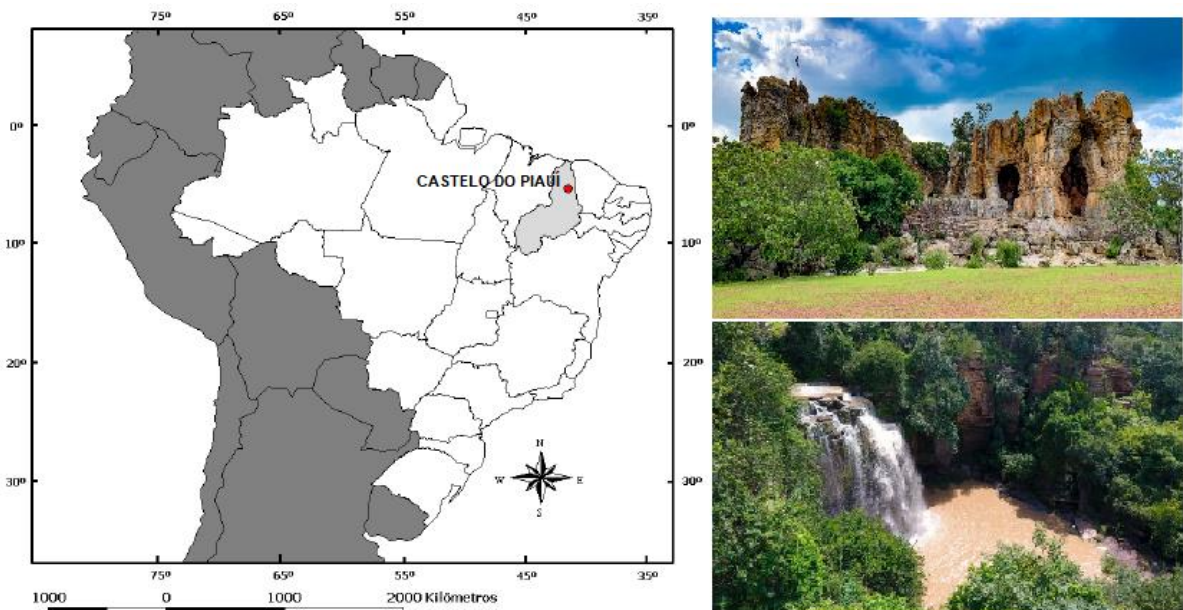 75º 65º 55º 45º 35º
0º 0º
CASTELO DO PIAUÍ
10º 10º
20º 20º
N
W E
S
30º 30º
75º 65º 55º 45º 35º
1000 0 1000 2000 Kilômetros